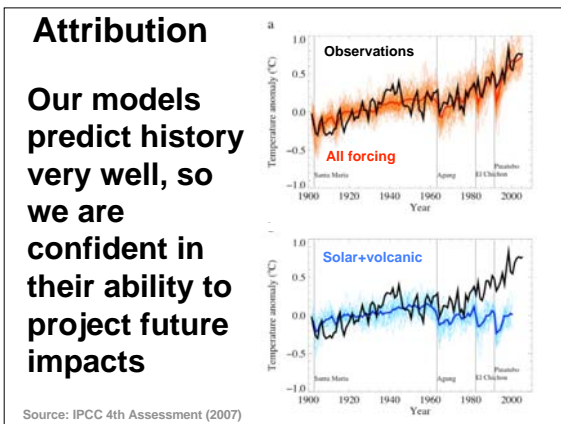 Attribution
Our models
predict history
very well, so
we are
confident in
their ability to
project future
impacts
Source: IPCC 4th Assessment (2007)
a
Observations
All forcing
Temperature anomaly (°C)
1.0
0.5
0.0
−0.5
−1.0
Santa Maria
Agung
El Chichon
Pinatubo
1900 1920 1940 1960 1980 2000
Year
Solar+volcanic
Temperature anomaly (°C)
1.0
0.5
0.0
−0.5
−1.0
Santa Maria
Agung
El Chichon
Pinatubo
1900 1920 1940 1960 1980 2000
Year